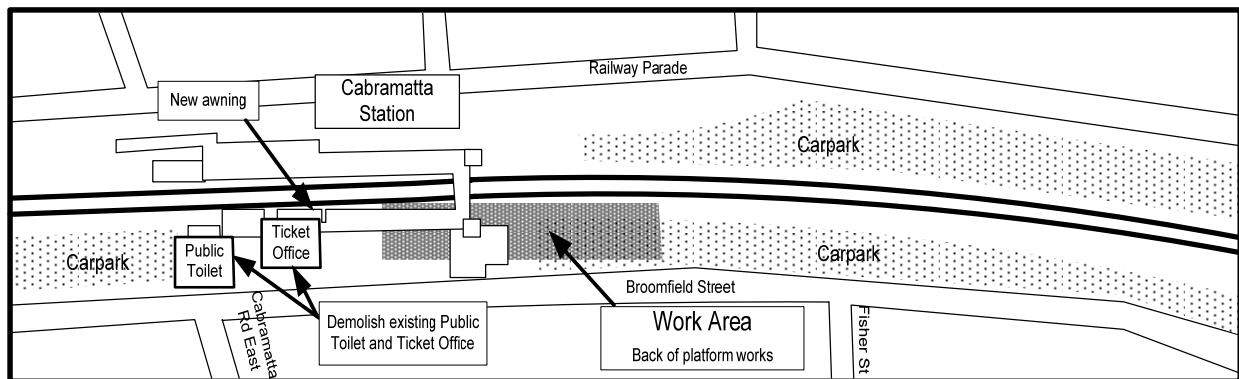 Railway Parade
New awning
Cabramatta
Station
Carpark
Carpark
Public
Toilet
Ticket
Office
Carpark
Cabramatta
Rd East
Demolish existing Public
Toilet and Ticket Office
Broomfield Street
Work Area
Back of platform works
Fisher St